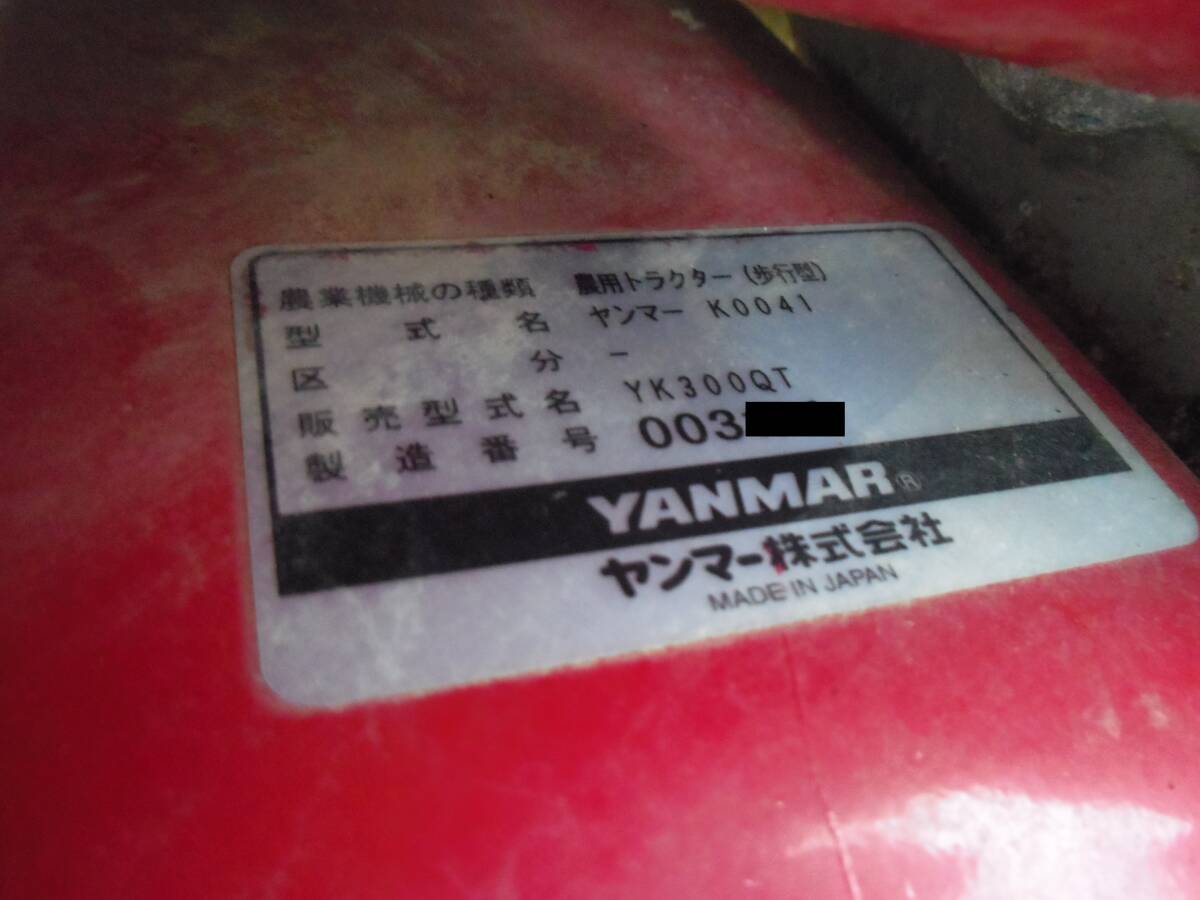 農業機械の種類 農用トラクター (歩行型)
型式名 ヤンマー K0041
区分 −
販売型式名 YK300QT
製造番号 003
YANMAR®
ヤンマー株式会社
MADE IN JAPAN